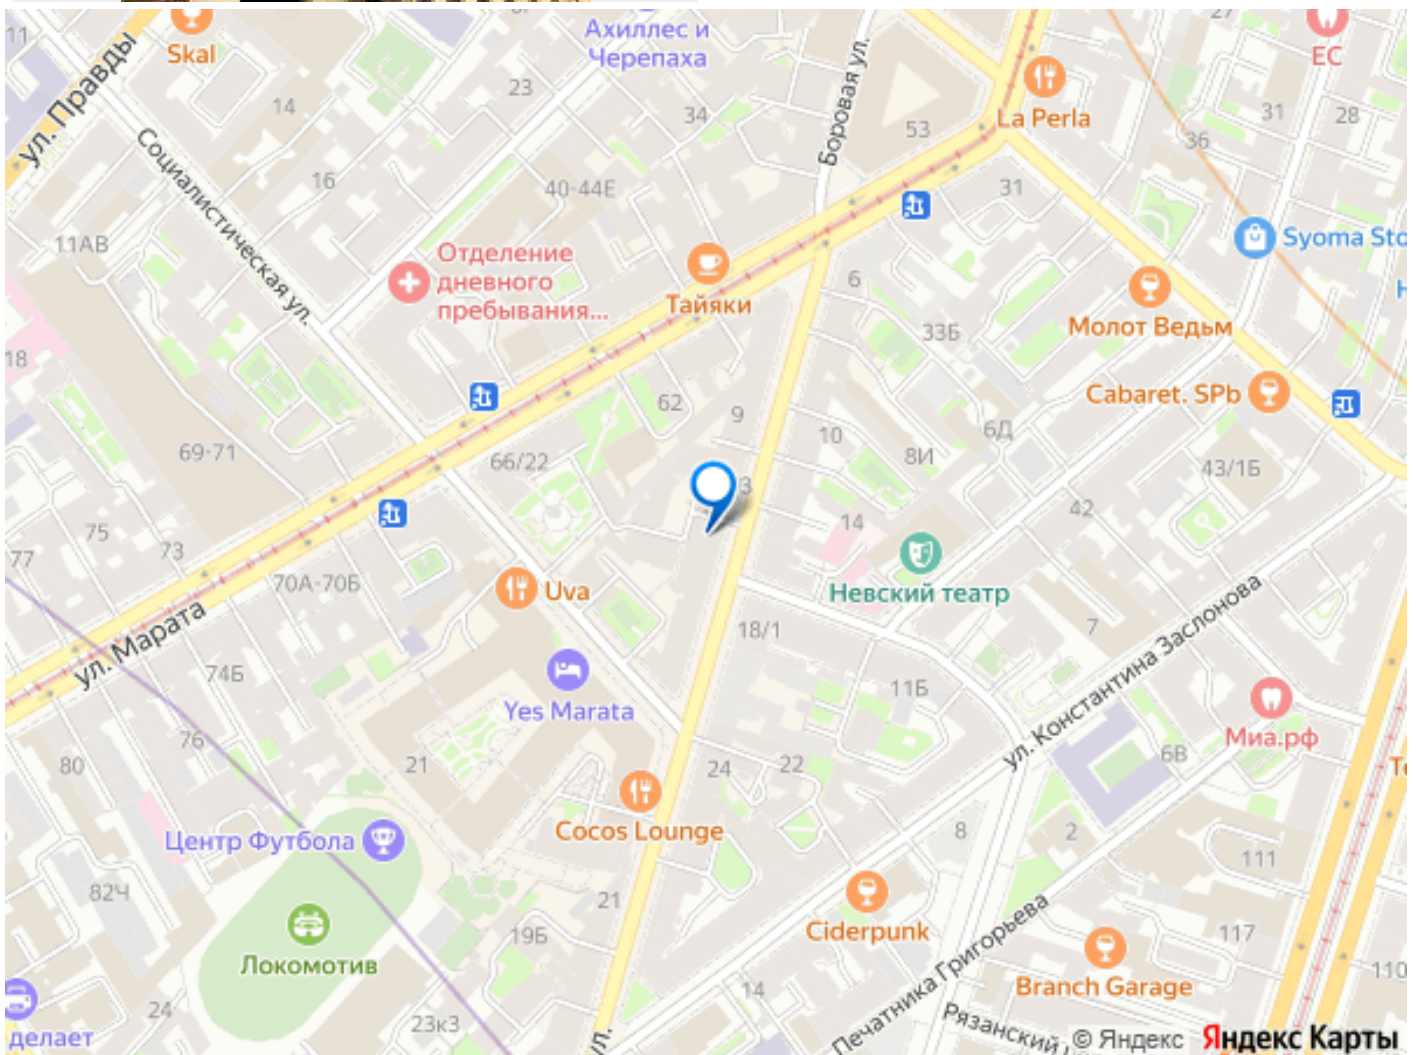 Ахиллес и
Черепаха
27
11
Skal
ЕС
ул. Правды
23
14
34
Боровая ул.
53
La Perla
31
28
36
Социалистическая ул.
16
40-44Е
31
11АВ
Отделение
дневного
пребывания...
Тайяки
6
Syoma Sto
Молот Ведьм
33Б
18
62
9
Cabaret. SPb
10
6Д
8И
69-71
66/22
43/1Б
3
75
73
77
14
42
70А-70Б
Uva
Невский театр
ул. Марата
18/1
7
ул. Константина Заслонова
74Б
Yes Marata
11Б
76
80
21
24
22
6В
Миа.рф
Cocos Lounge
Центр Футбола
8
2
111
82Ч
21
19Б
Ciderpunk
117
Локомотив
Branch Garage
110
14
Печатника Григорьева
24
23к3
делает
ул.
Рязанский
© Яндекс Яндекс Карты